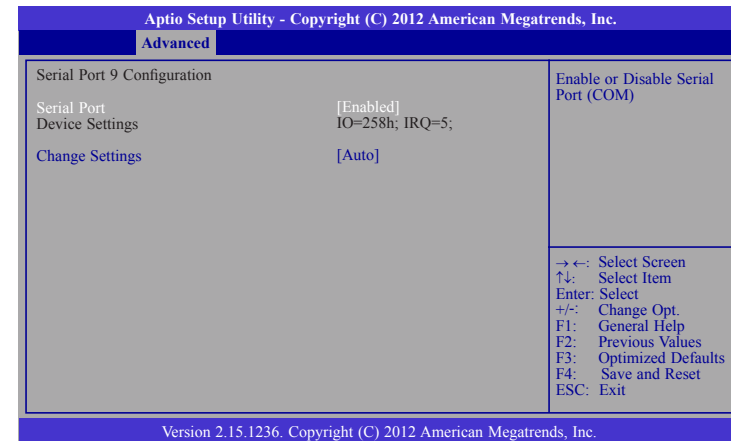 Aptio Setup Utility - Copyright (C) 2012 American Megatrends, Inc.
Advanced
Serial Port 9 Configuration
Serial Port [Enabled]
Device Settings IO=258h; IRQ=5;
Change Settings [Auto]
Enable or Disable Serial
Port (COM)
→ ←: Select Screen
↑↓: Select Item
Enter: Select
+/-: Change Opt.
F1: General Help
F2: Previous Values
F3: Optimized Defaults
F4: Save and Reset
ESC: Exit
Version 2.15.1236. Copyright (C) 2012 American Megatrends, Inc.